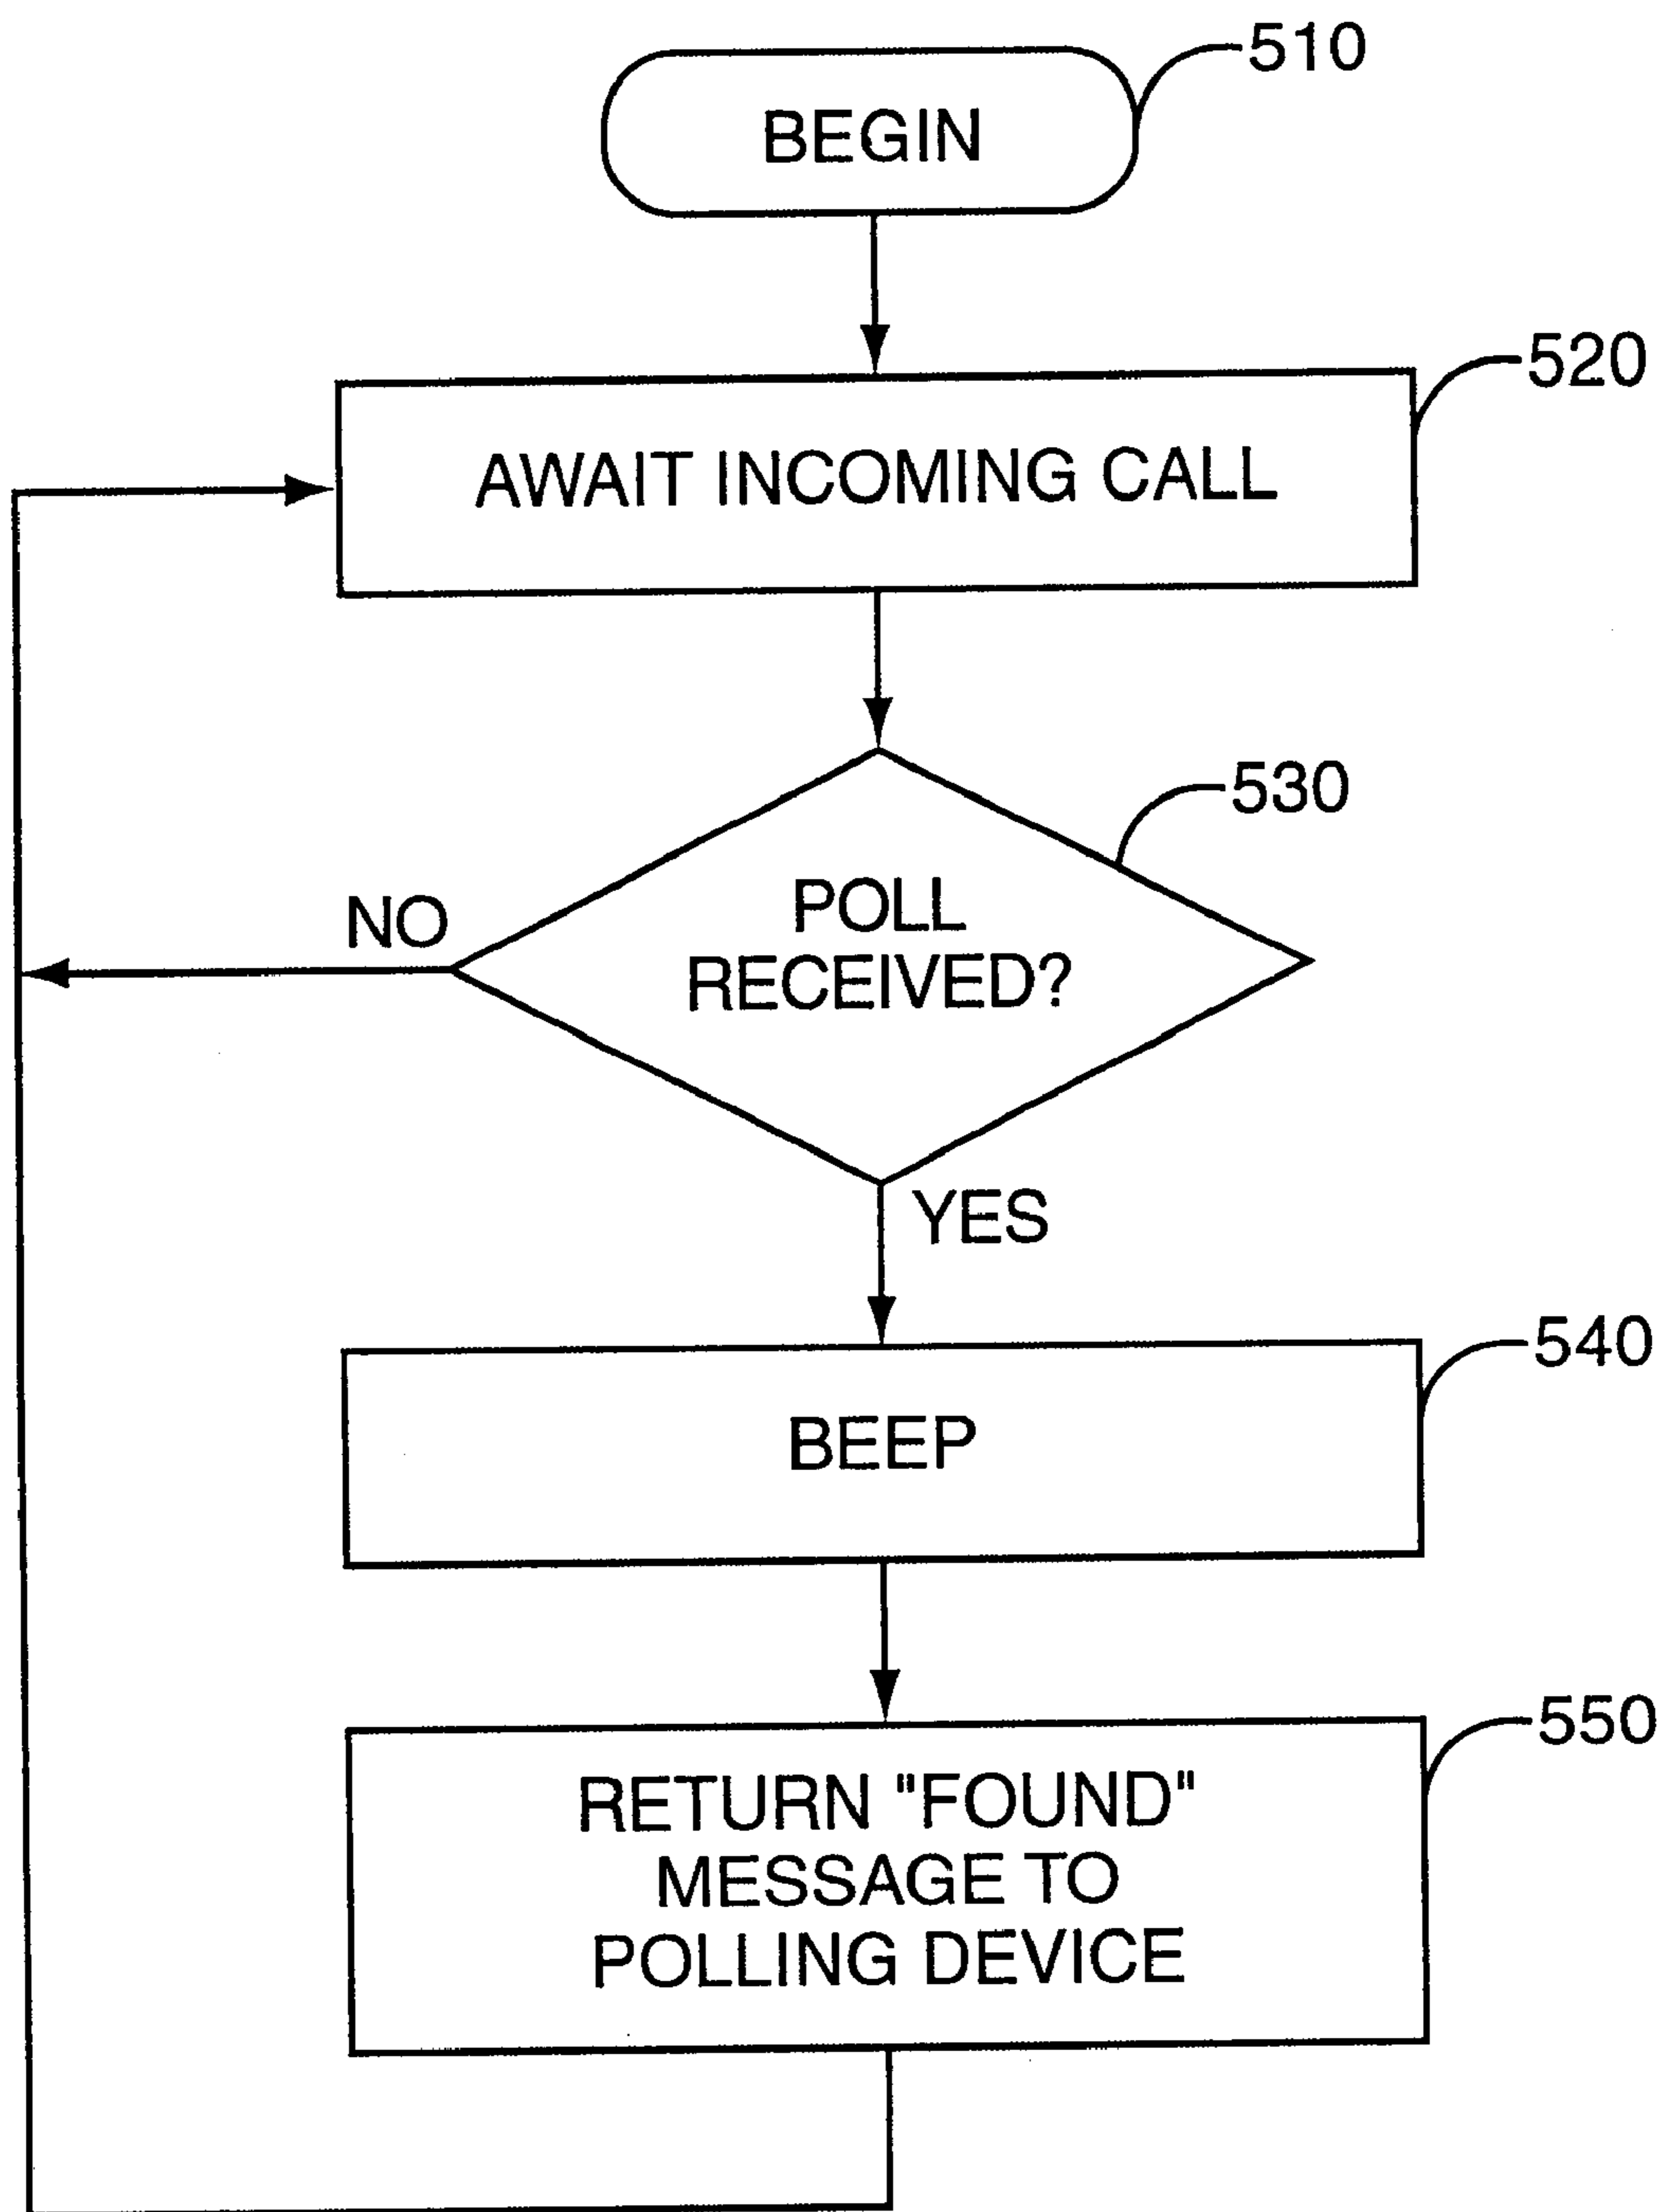 510
BEGIN
520
AWAIT INCOMING CALL
530
POLL
RECEIVED?
NO
YES
540
BEEP
550
RETURN "FOUND"
MESSAGE TO
POLLING DEVICE